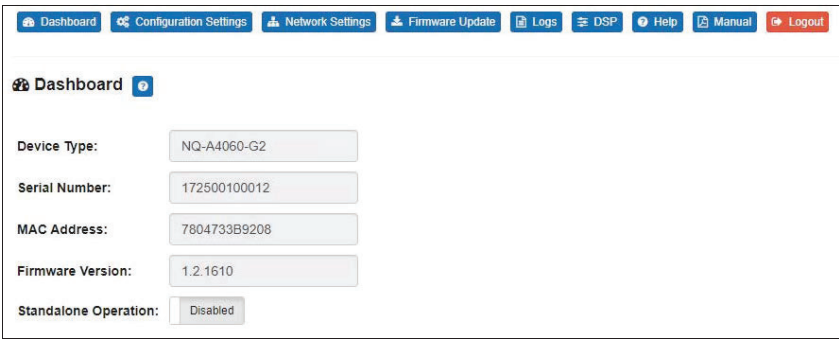 Dashboard Configuration Settings Network Settings Firmware Update Logs DSP Help Manual Logout
Dashboard
Device Type: NQ-A4060-G2
Serial Number: 172500100012
MAC Address: 7804733B9208
Firmware Version: 1.2.1610
Standalone Operation: Disabled